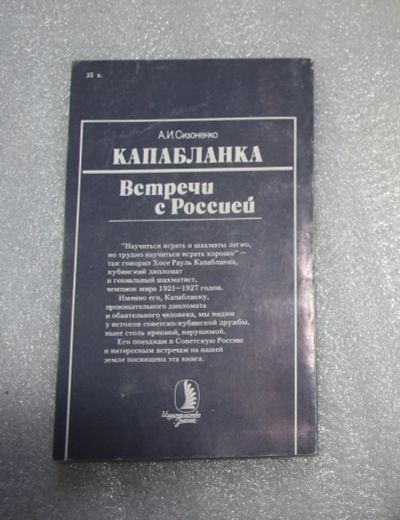 35 к.
А.И.Сизоненко
КАПАБЛАНКА
Встречи
с Россией
"Научиться играть в шахматы легко,
но трудно научиться играть хорошо" —
так говорил Хосе Рауль Капабланка,
кубинский дипломат
и гениальный шахматист,
чемпион мира 1921—1927 годов.
Именно его, Капабланку,
проницательного дипломата
и обаятельного человека, мы видим
у истоков советско-кубинской дружбы,
ныне столь крепкой, нерушимой.
Его поездкам в Советскую Россию
и интересным встречам на нашей
земле посвящена эта книга.
Издательство